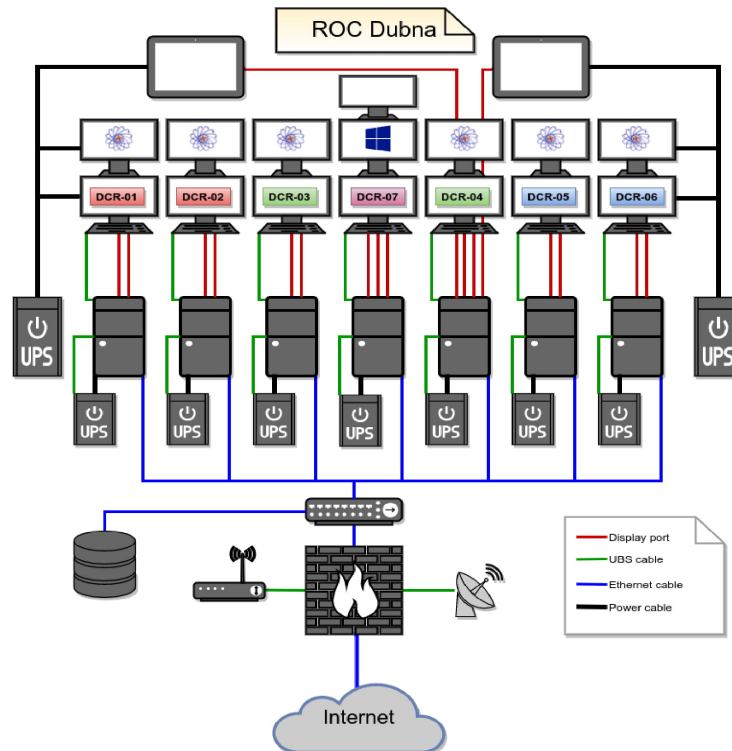 ROC Dubna
DCR-01
DCR-02
DCR-03
DCR-07
DCR-04
DCR-05
DCR-06
UPS
UPS
UPS
UPS
UPS
UPS
UPS
UPS
UPS
Display port
UBS cable
Ethernet cable
Power cable
Internet